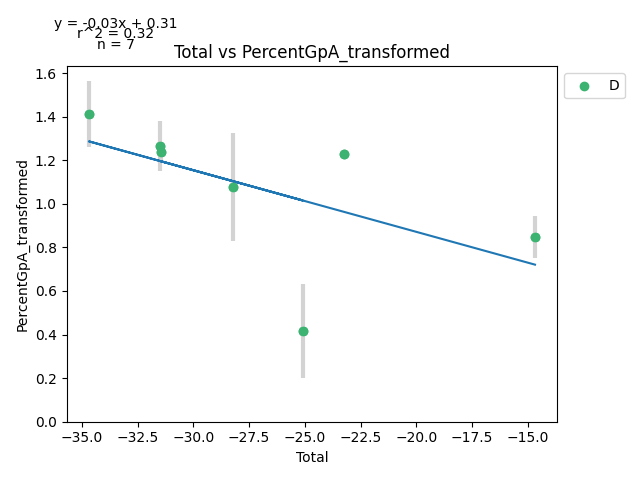 y = -0.03x + 0.31
r^2 = 0.32
n = 7
Total vs PercentGpA_transformed
D
PercentGpA_transformed
1.6
1.4
1.2
1.0
0.8
0.6
0.4
0.2
0.0
−35.0 −32.5 −30.0 −27.5 −25.0 −22.5 −20.0 −17.5 −15.0
Total